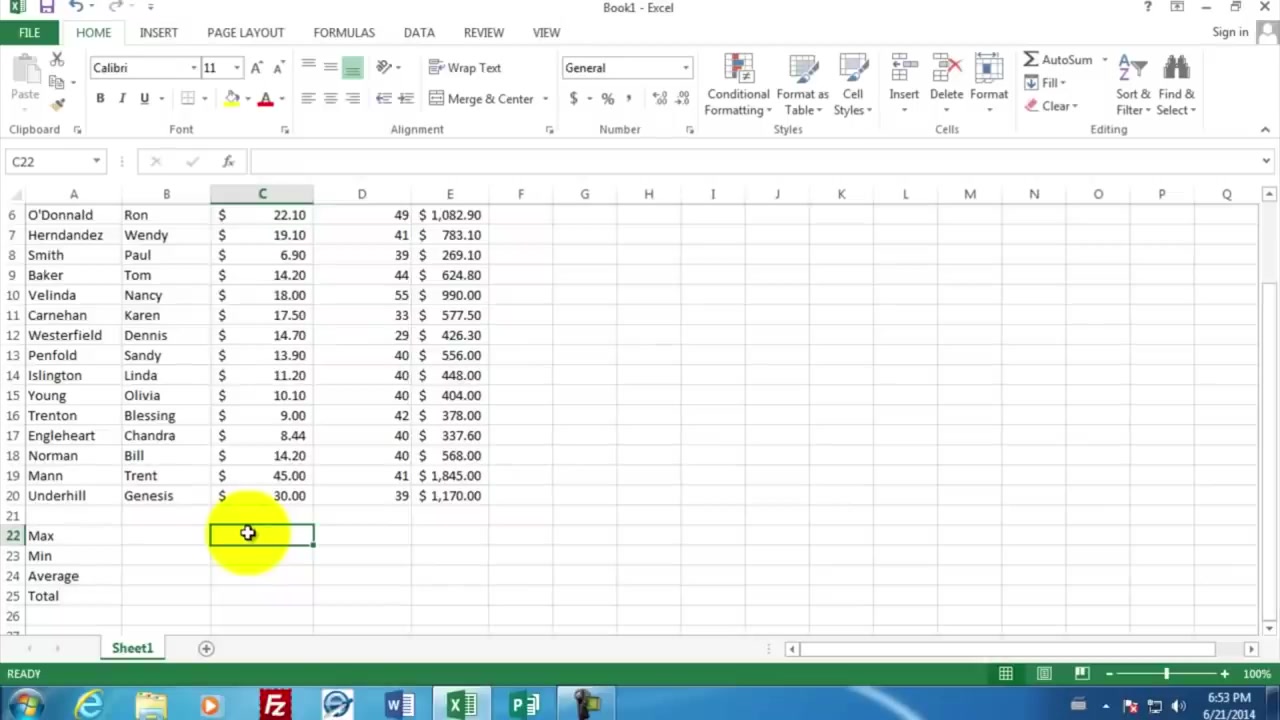 Book1 - Excel
?
FILE HOME INSERT PAGE LAYOUT FORMULAS DATA REVIEW VIEW Sign in
Paste Calibri 11 A A Wrap Text General Conditional Formatting Format as Table Cell Styles Insert Delete Format Σ AutoSum Fill Clear Sort & Filter Find & Select
B I U A Merge & Center $ % ,
Clipboard Font Alignment Number Styles Cells Editing
C22 fx
A B C D E F G H I J K L M N O P Q
6 O'Donnald Ron $ 22.10 49 $ 1,082.90
7 Herndandez Wendy $ 19.10 41 $ 783.10
8 Smith Paul $ 6.90 39 $ 269.10
9 Baker Tom $ 14.20 44 $ 624.80
10 Velinda Nancy $ 18.00 55 $ 990.00
11 Carnehan Karen $ 17.50 33 $ 577.50
12 Westerfield Dennis $ 14.70 29 $ 426.30
13 Penfold Sandy $ 13.90 40 $ 556.00
14 Islington Linda $ 11.20 40 $ 448.00
15 Young Olivia $ 10.10 40 $ 404.00
16 Trenton Blessing $ 9.00 42 $ 378.00
17 Engleheart Chandra $ 8.44 40 $ 337.60
18 Norman Bill $ 14.20 40 $ 568.00
19 Mann Trent $ 45.00 41 $ 1,845.00
20 Underhill Genesis $ 30.00 39 $ 1,170.00
21
22 Max
23 Min
24 Average
25 Total
26
Sheet1
READY 100%
6:53 PM
6/21/2014